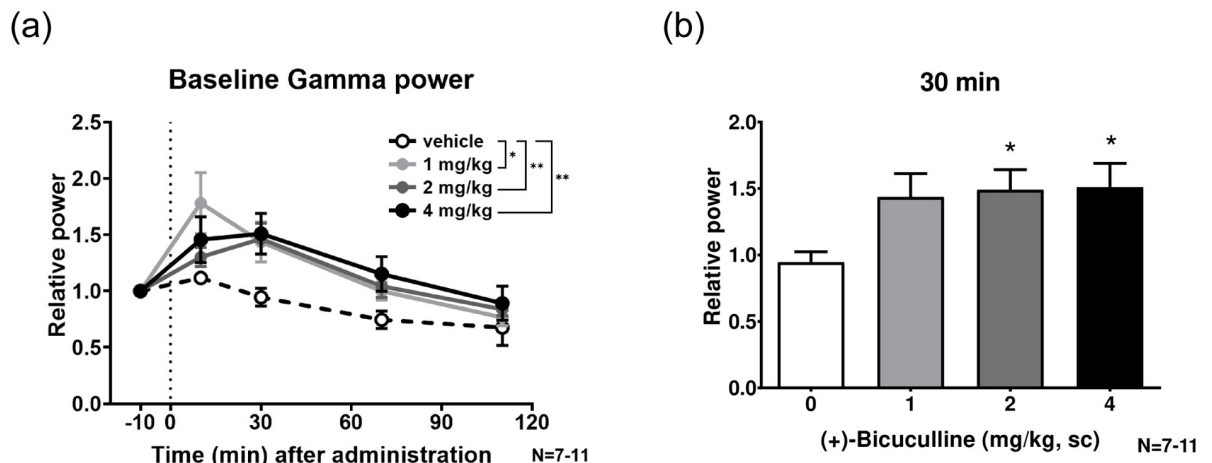 (a)
Baseline Gamma power
2.5
2.0
1.5
1.0
0.5
0.0
Relative power
vehicle
1 mg/kg
2 mg/kg
4 mg/kg
*
**
**
-10 0 30 60 90 120
Time (min) after administration
N=7-11
(b)
30 min
2.0
1.5
1.0
0.5
0.0
Relative power
* *
0 1 2 4
(+)-Bicuculline (mg/kg, sc)
N=7-11